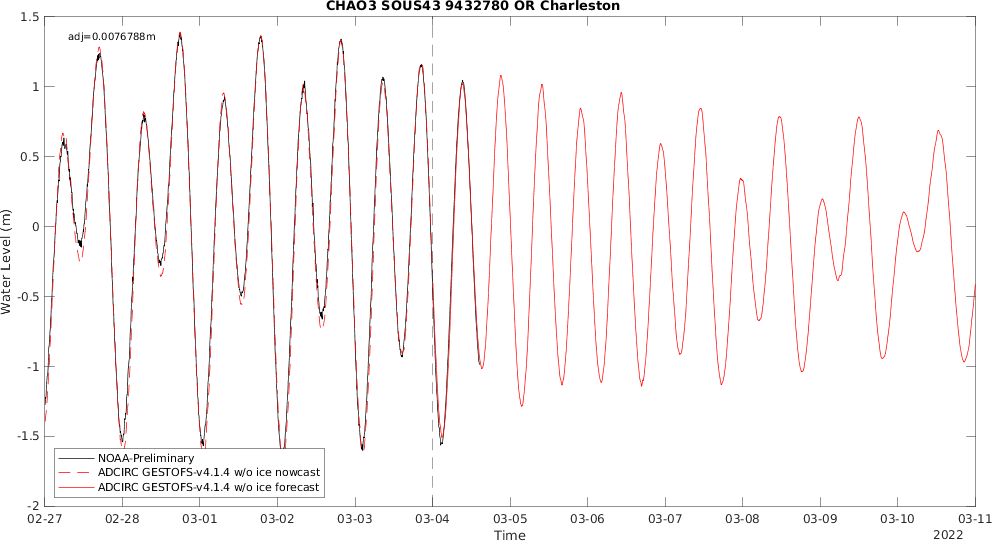 CHAO3 SOUS43 9432780 OR Charleston
adj=0.0076788m
1.5
1
0.5
0
-0.5
-1
-1.5
-2
Water Level (m)
NOAA-Preliminary
ADCIRC GESTOFS-v4.1.4 w/o ice nowcast
ADCIRC GESTOFS-v4.1.4 w/o ice forecast
02-27 02-28 03-01 03-02 03-03 03-04 03-05 03-06 03-07 03-08 03-09 03-10 03-11
Time
2022